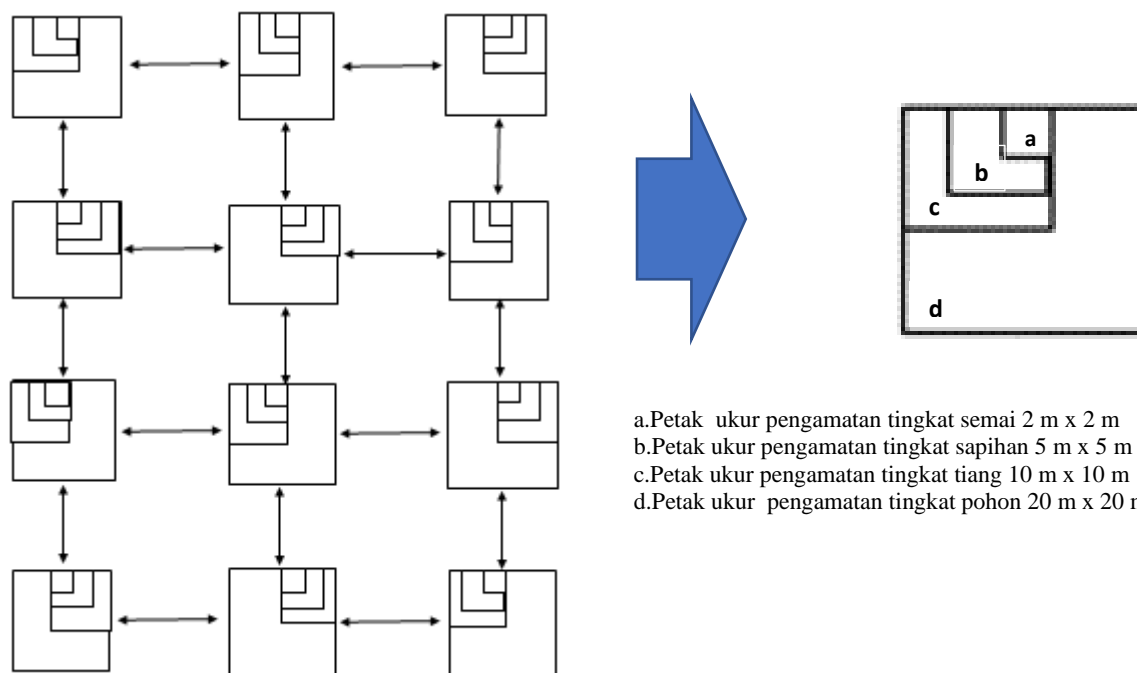 a
b
c
d
a.Petak ukur pengamatan tingkat semai 2 m x 2 m
b.Petak ukur pengamatan tingkat sapihan 5 m x 5 m
c.Petak ukur pengamatan tingkat tiang 10 m x 10 m
d.Petak ukur pengamatan tingkat pohon 20 m x 20